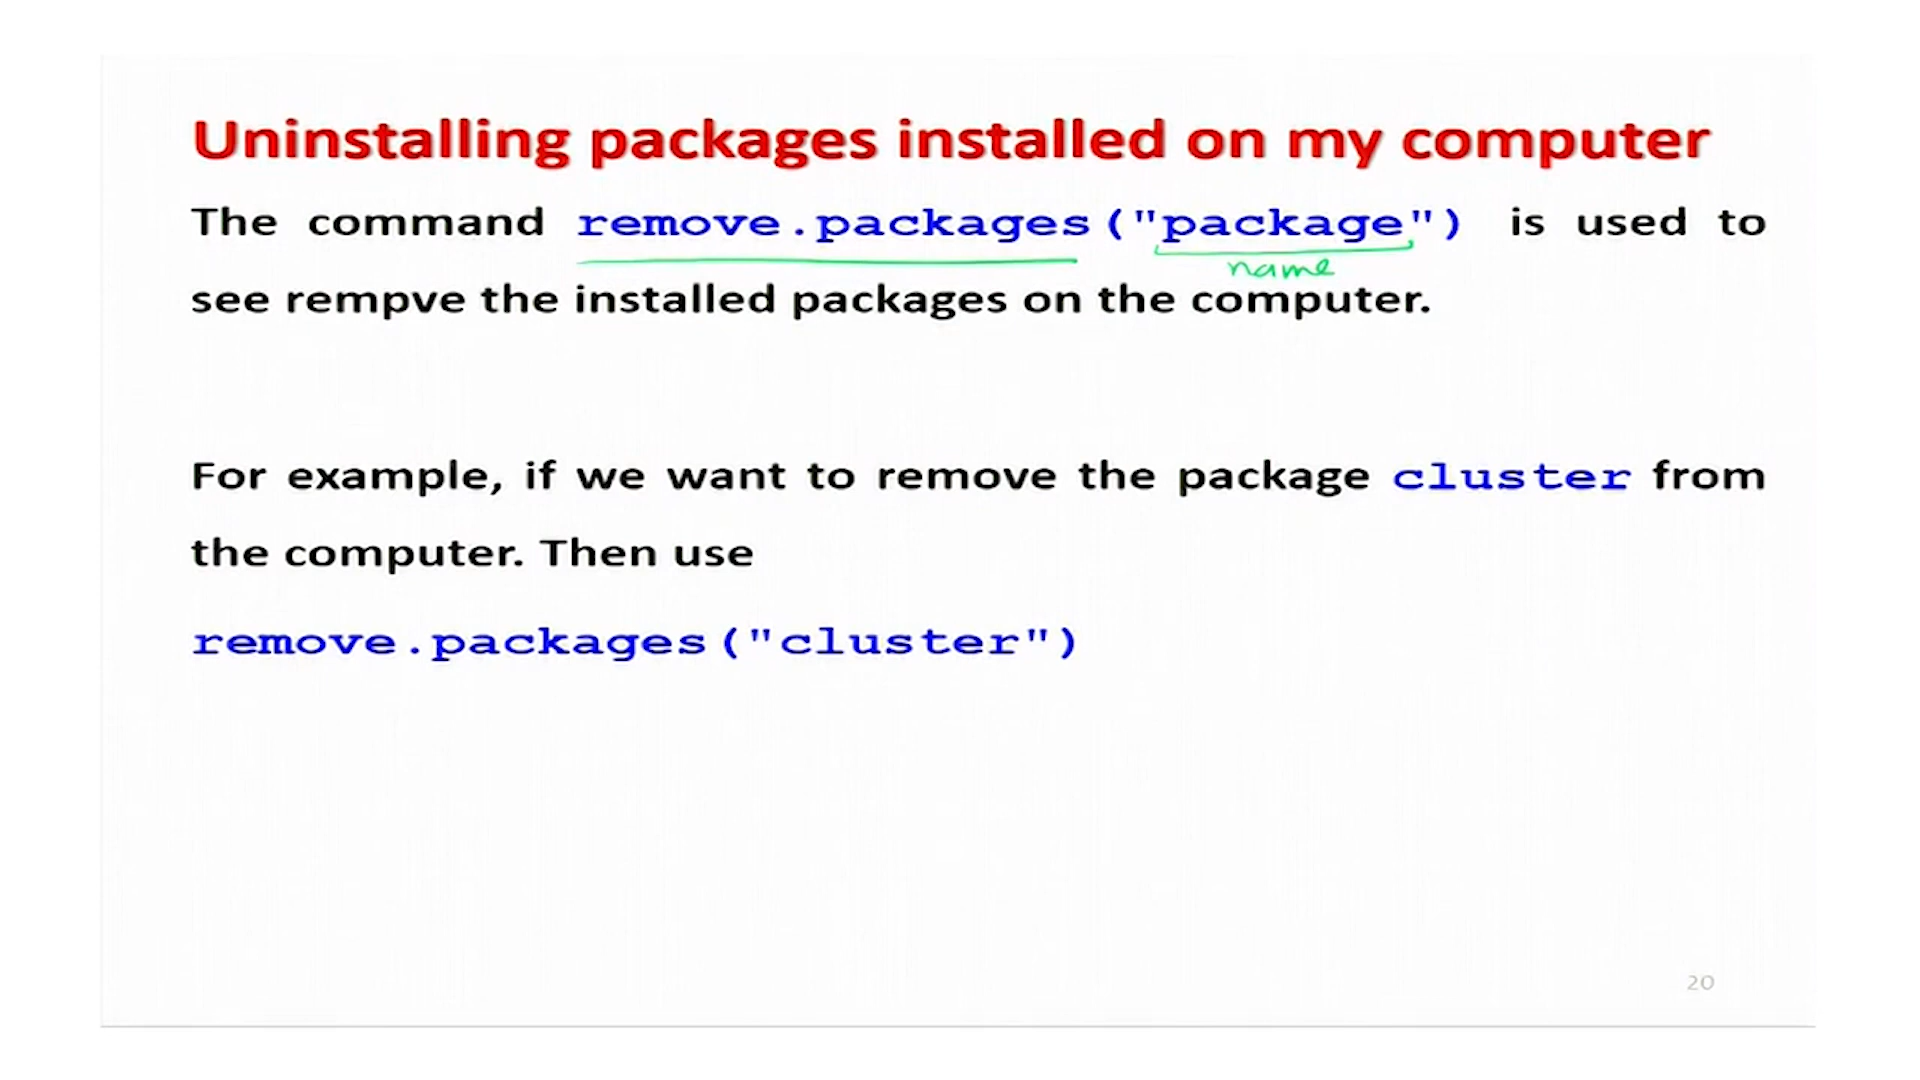 Uninstalling packages installed on my computer
The command remove.packages("package") is used to
name
see rempve the installed packages on the computer.
For example, if we want to remove the package cluster from
the computer. Then use
remove.packages("cluster")
20